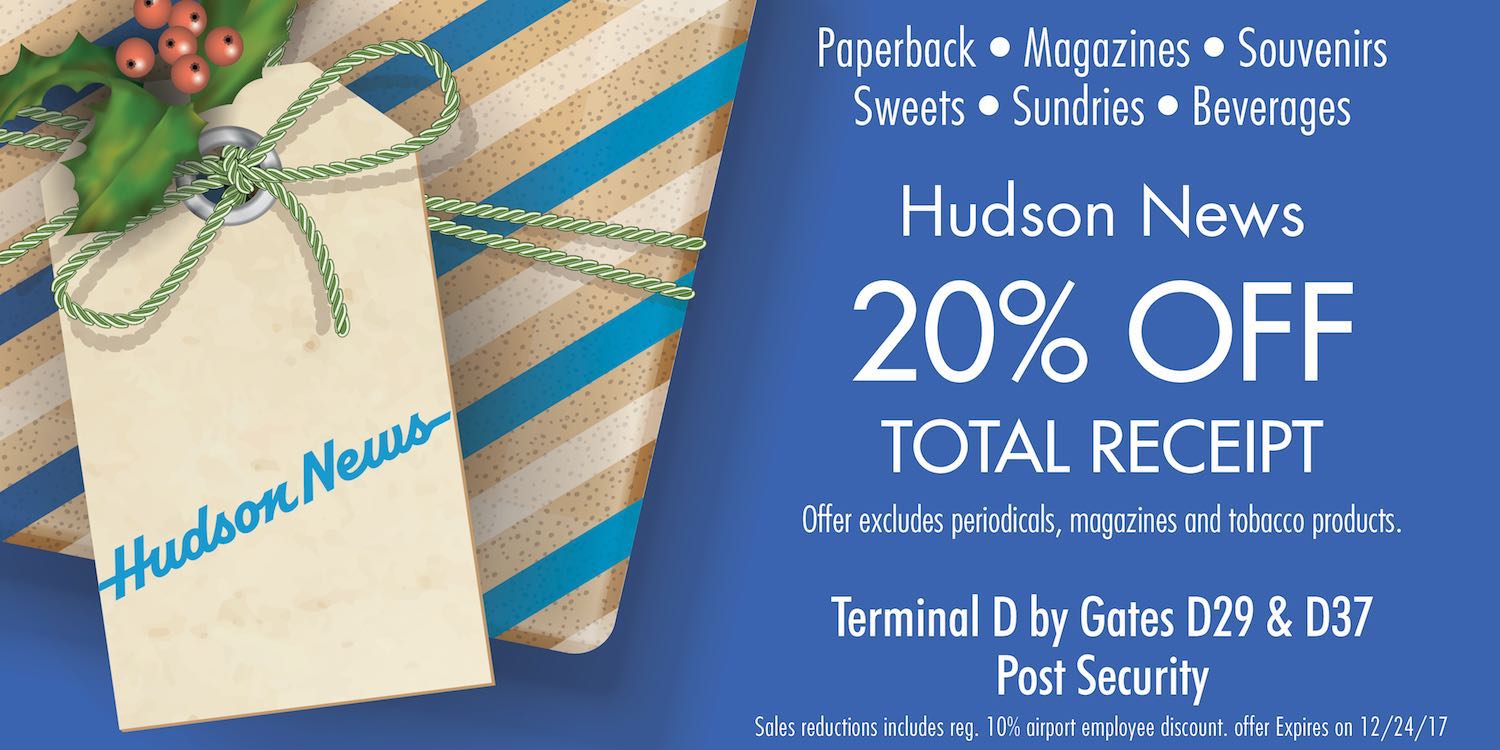 Paperback • Magazines • Souvenirs
Sweets • Sundries • Beverages
Hudson News
20% OFF
TOTAL RECEIPT
Offer excludes periodicals, magazines and tobacco products.
Terminal D by Gates D29 & D37
Post Security
Sales reductions includes reg. 10% airport employee discount. offer Expires on 12/24/17
Hudson News